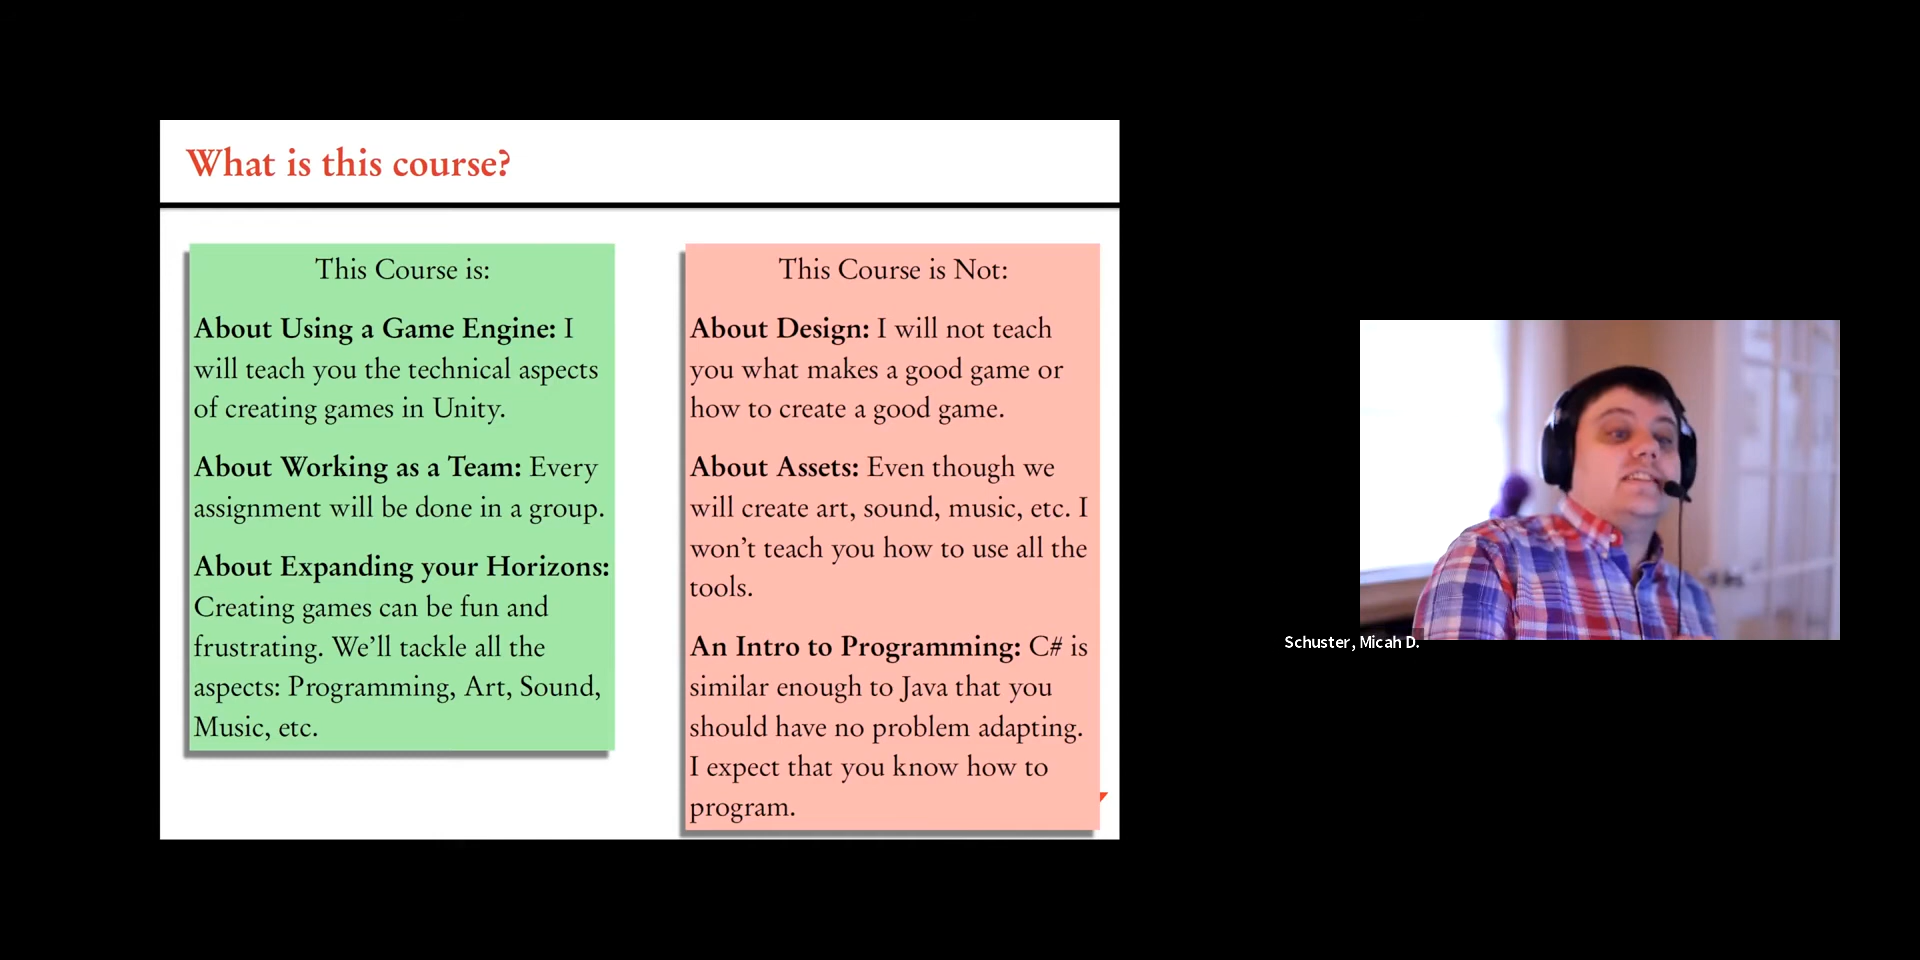 What is this course?
This Course is:
About Using a Game Engine: I
will teach you the technical aspects
of creating games in Unity.
About Working as a Team: Every
assignment will be done in a group.
About Expanding your Horizons:
Creating games can be fun and
frustrating. We’ll tackle all the
aspects: Programming, Art, Sound,
Music, etc.
This Course is Not:
About Design: I will not teach
you what makes a good game or
how to create a good game.
About Assets: Even though we
will create art, sound, music, etc. I
won’t teach you how to use all the
tools.
An Intro to Programming: C# is
similar enough to Java that you
should have no problem adapting.
I expect that you know how to
program.
Schuster, Micah D.